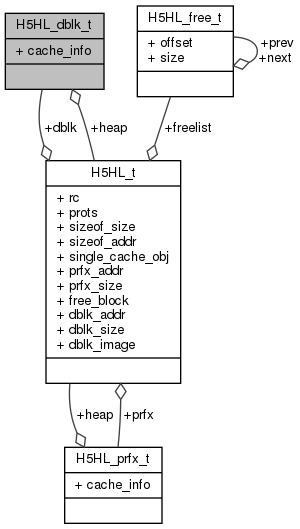 H5HL_dblk_t
+ cache_info
H5HL_free_t
+ offset
+ size
+prev
+next
+dblk
+heap
+freelist
H5HL_t
+ rc
+ prots
+ sizeof_size
+ sizeof_addr
+ single_cache_obj
+ prfx_addr
+ prfx_size
+ free_block
+ dblk_addr
+ dblk_size
+ dblk_image
+heap
+prfx
H5HL_prfx_t
+ cache_info